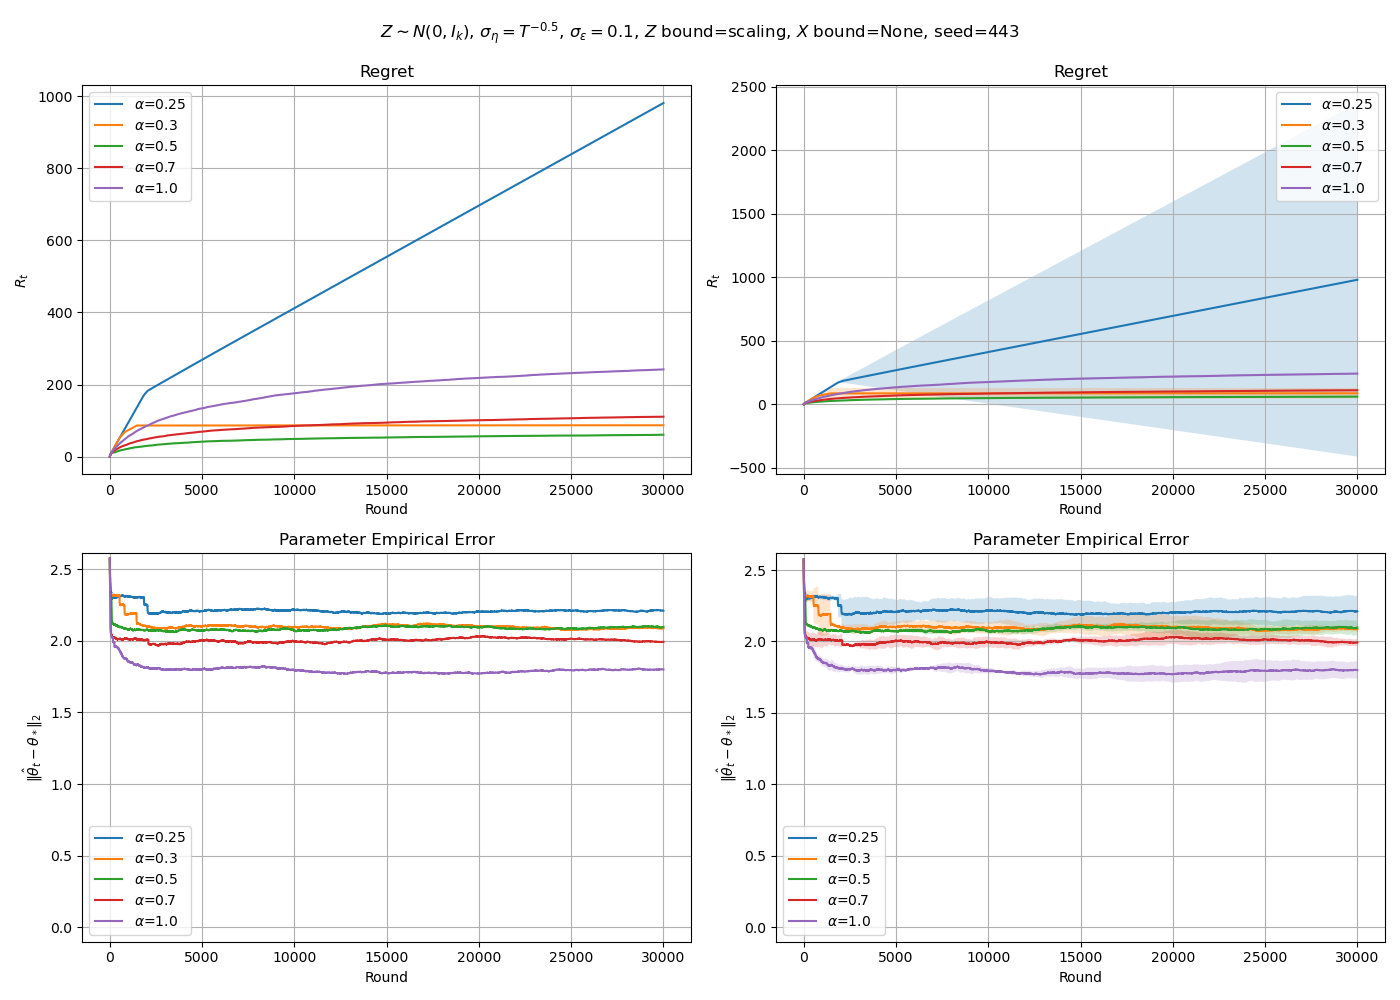 Z ∼ N(0, I_k), σ_η = T^{−0.5}, σ_ε = 0.1, Z bound=scaling, X bound=None, seed=443
Regret
1000
800
600
400
200
0
R_t
α=0.25
α=0.3
α=0.5
α=0.7
α=1.0
0 5000 10000 15000 20000 25000 30000
Round
Regret
2500
2000
1500
1000
500
0
−500
R_t
α=0.25
α=0.3
α=0.5
α=0.7
α=1.0
0 5000 10000 15000 20000 25000 30000
Round
Parameter Empirical Error
2.5
2.0
1.5
1.0
0.5
0.0
‖θ̂_t − θ_*‖_2
α=0.25
α=0.3
α=0.5
α=0.7
α=1.0
0 5000 10000 15000 20000 25000 30000
Round
Parameter Empirical Error
2.5
2.0
1.5
1.0
0.5
0.0
‖θ̂_t − θ_*‖_2
α=0.25
α=0.3
α=0.5
α=0.7
α=1.0
0 5000 10000 15000 20000 25000 30000
Round